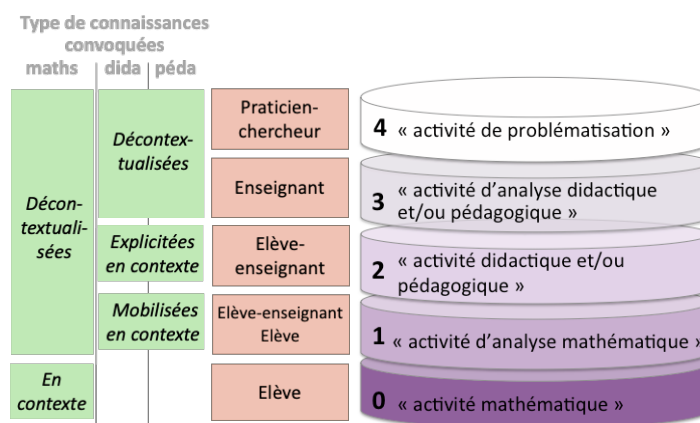 Type de connaissances
convoquées
maths dida péda
Décon-
textuali-
sées
En
contexte
Décontex-
tualisées
Explicitées
en contexte
Mobilisées
en contexte
Praticien-
chercheur
Enseignant
Elève-
enseignant
Elève-enseignant
Elève
Elève
4 « activité de problématisation »
3 « activité d’analyse didactique
et/ou pédagogique »
2 « activité didactique et/ou
pédagogique »
1 « activité d’analyse mathématique »
0 « activité mathématique »